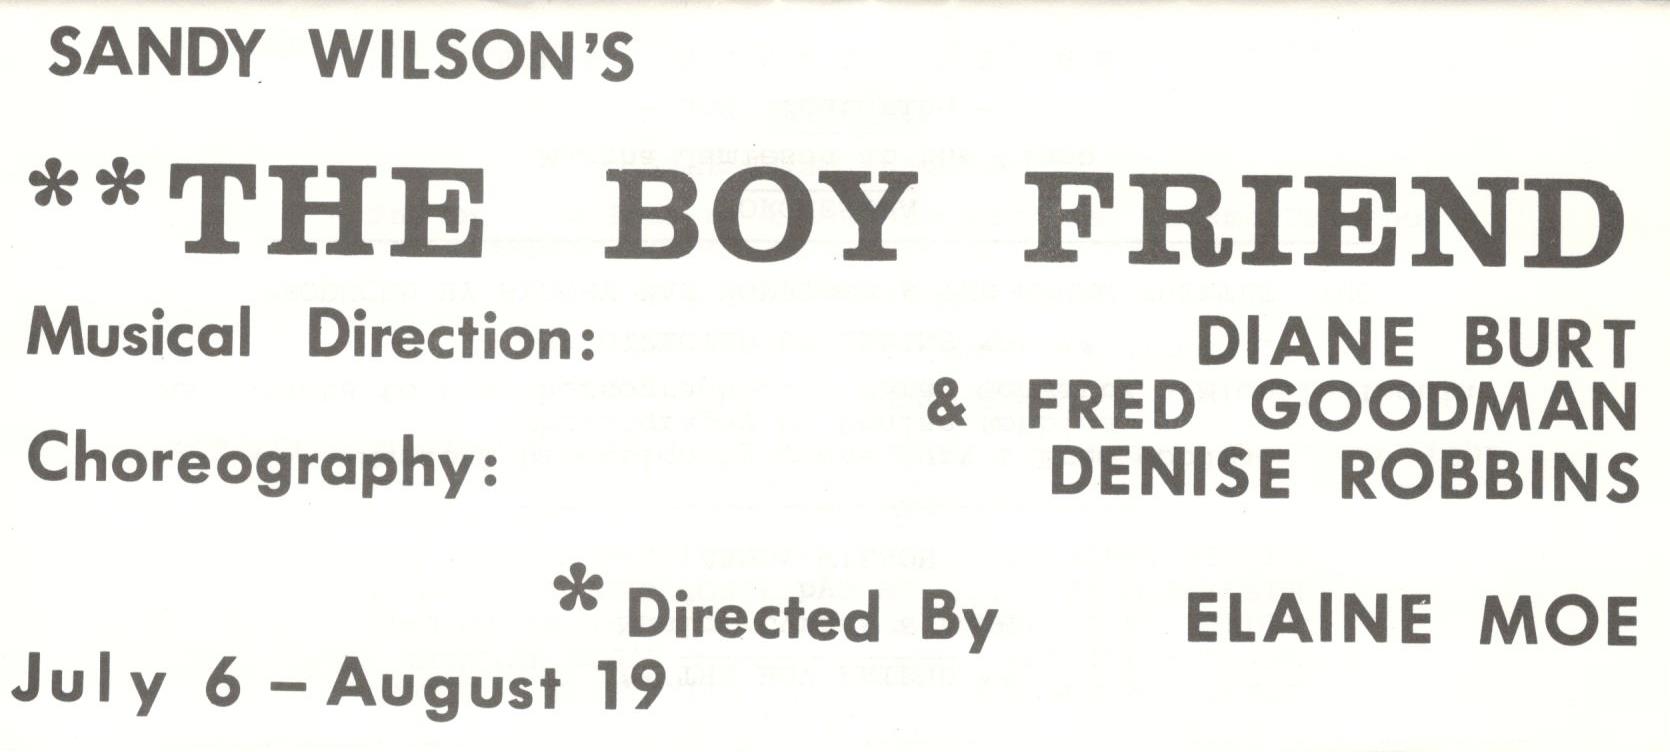 SANDY WILSON'S
**THE BOY FRIEND
Musical Direction: DIANE BURT
& FRED GOODMAN
Choreography: DENISE ROBBINS
*Directed By ELAINE MOE
July 6 – August 19